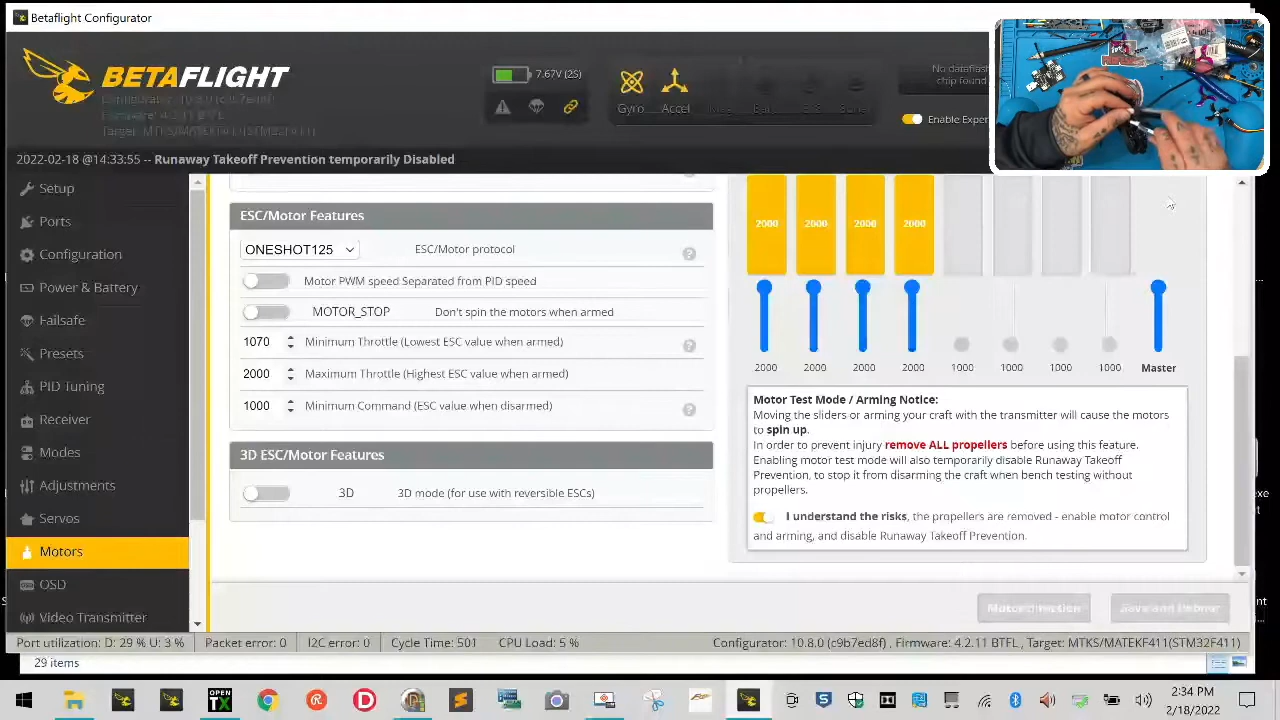 Betaflight Configurator
BETAFLIGHT
7.67V (2S)
No dataflash
chip found
Gyro Accel
Enable Exper
2022-02-18 @14:33:55 -- Runaway Takeoff Prevention temporarily Disabled
Setup
Ports
Configuration
Power & Battery
Failsafe
Presets
PID Tuning
Receiver
Modes
Adjustments
Servos
Motors
OSD
Video Transmitter
ESC/Motor Features
ONESHOT125 ESC/Motor protocol
Motor PWM speed Separated from PID speed
MOTOR_STOP Don't spin the motors when armed
1070 Minimum Throttle (Lowest ESC value when armed)
2000 Maximum Throttle (Highest ESC value when armed)
1000 Minimum Command (ESC value when disarmed)
3D ESC/Motor Features
3D 3D mode (for use with reversible ESCs)
2000 2000 2000 2000
2000 2000 2000 2000 1000 1000 1000 1000 Master
Motor Test Mode / Arming Notice:
Moving the sliders or arming your craft with the transmitter will cause the motors
to spin up.
In order to prevent injury remove ALL propellers before using this feature.
Enabling motor test mode will also temporarily disable Runaway Takeoff
Prevention, to stop it from disarming the craft when bench testing without
propellers.
I understand the risks, the propellers are removed - enable motor control
and arming, and disable Runaway Takeoff Prevention.
Motor direction Save and Reboot
Port utilization: D: 29 % U: 3 % Packet error: 0 I2C error: 0 Cycle Time: 501 CPU Load: 5 % Configurator: 10.8.0 (c9b7ed8f) , Firmware: 4.2.11 BTFL , Target: MTKS/MATEKF411(STM32F411)
29 items
OPEN
TX
2:34 PM
2/18/2022